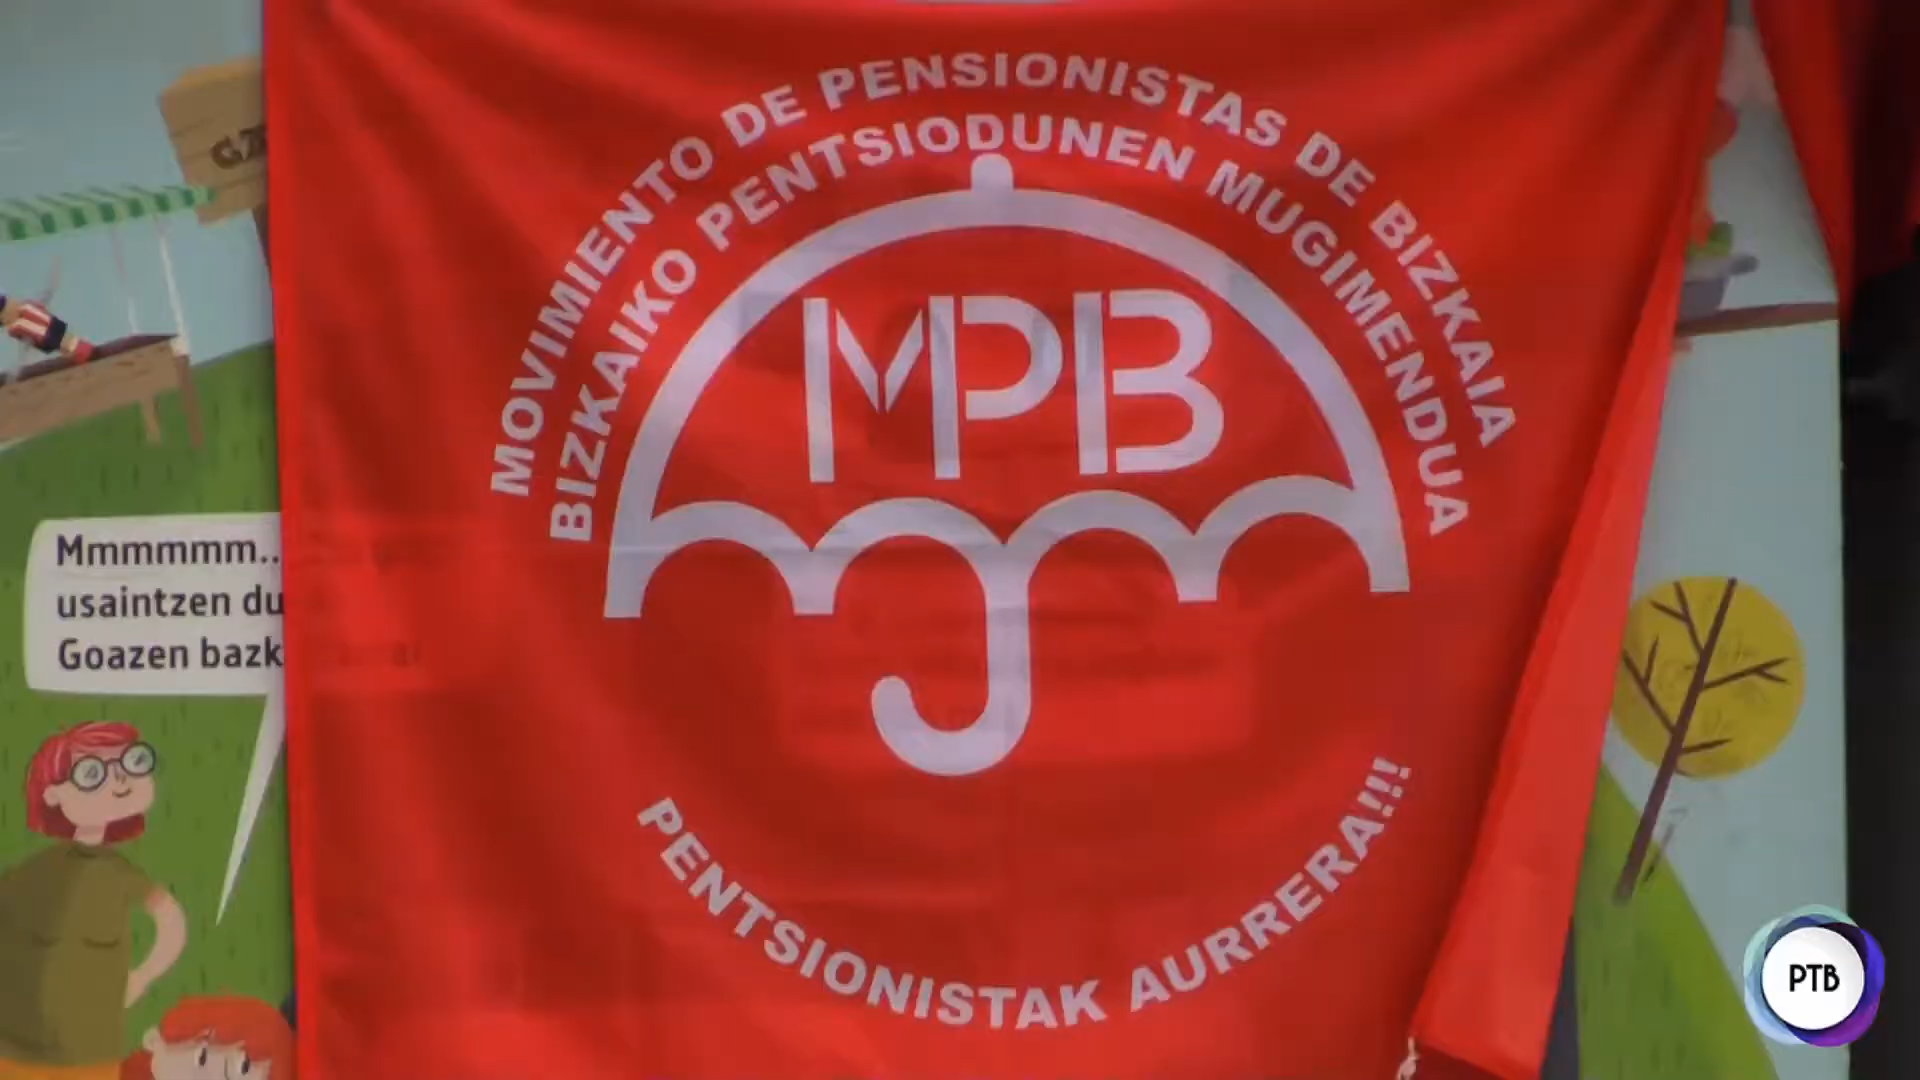 MOVIMIENTO DE PENSIONISTAS DE BIZKAIA
BIZKAIKO PENTSIODUNEN MUGIMENDUA
MPB
PENTSIONISTAK AURRERA!!!
Mmmmmm..
usaintzen du
Goazen bazk
PTB